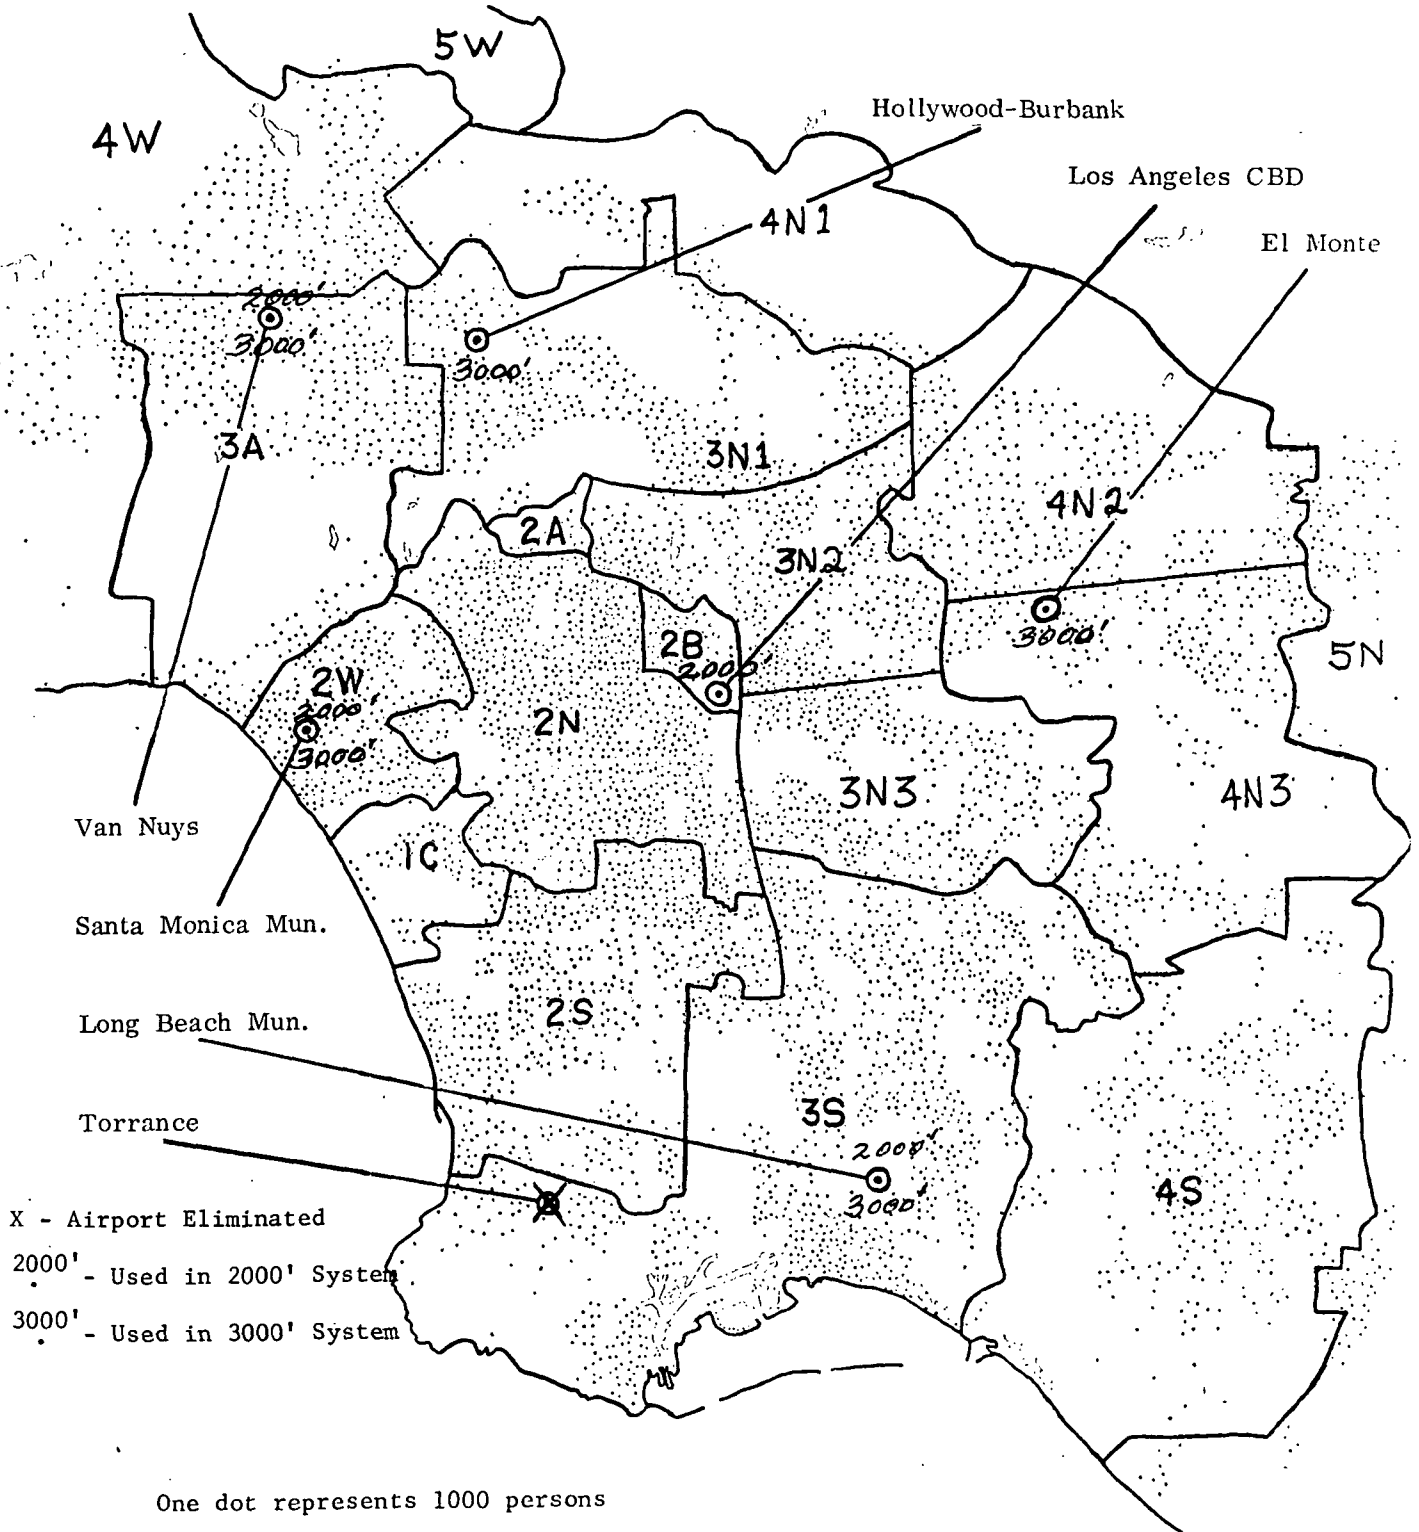 5W
Hollywood-Burbank
4W
Los Angeles CBD
4N1
El Monte
2000'
3000'
3000'
3A
3N1
4N2
2A
3N2
3000'
2B
5N
2W
2000'
2000'
2N
3000'
3N3
4N3
Van Nuys
1C
Santa Monica Mun.
2S
Long Beach Mun.
3S
Torrance
2000'
4S
3000'
X - Airport Eliminated
2000' - Used in 2000' System
3000' - Used in 3000' System
One dot represents 1000 persons